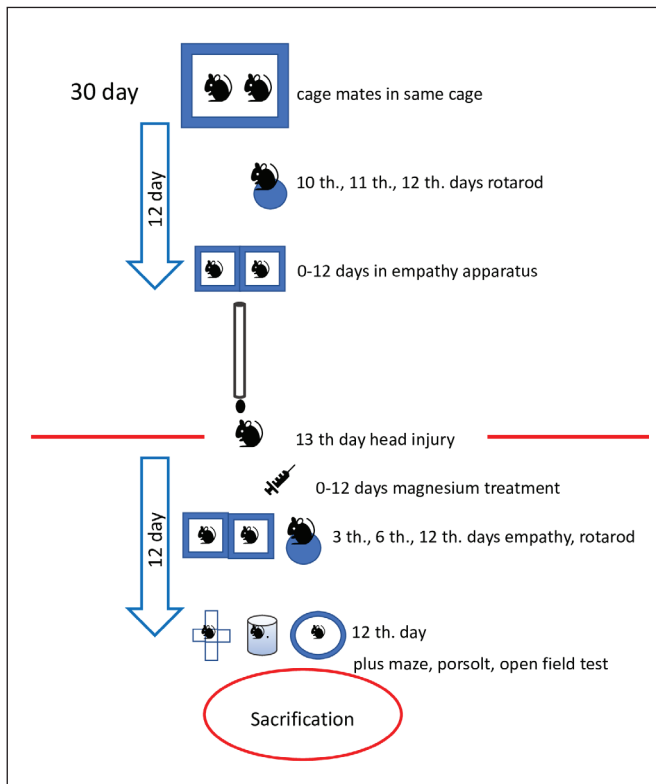 30 day
cage mates in same cage
12 day
10 th., 11 th., 12 th. days rotarod
0-12 days in empathy apparatus
13 th day head injury
0-12 days magnesium treatment
12 day
3 th., 6 th., 12 th. days empathy, rotarod
12 th. day
plus maze, porsolt, open field test
Sacrification